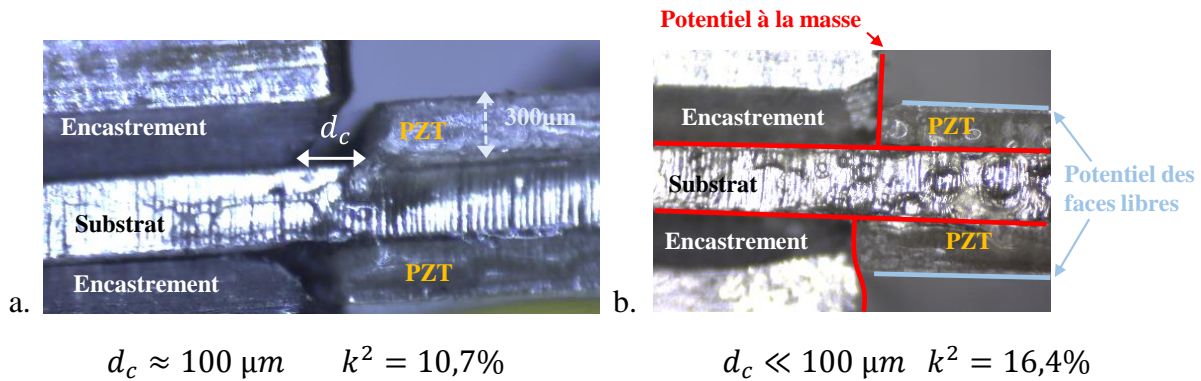 Potentiel à la masse
Encastrement
d_c
PZT
300µm
Substrat
Encastrement
PZT
a.
Encastrement
PZT
Substrat
Potentiel des
faces libres
Encastrement
PZT
b.
d_c ≈ 100 µm k² = 10,7%
d_c ≪ 100 µm k² = 16,4%